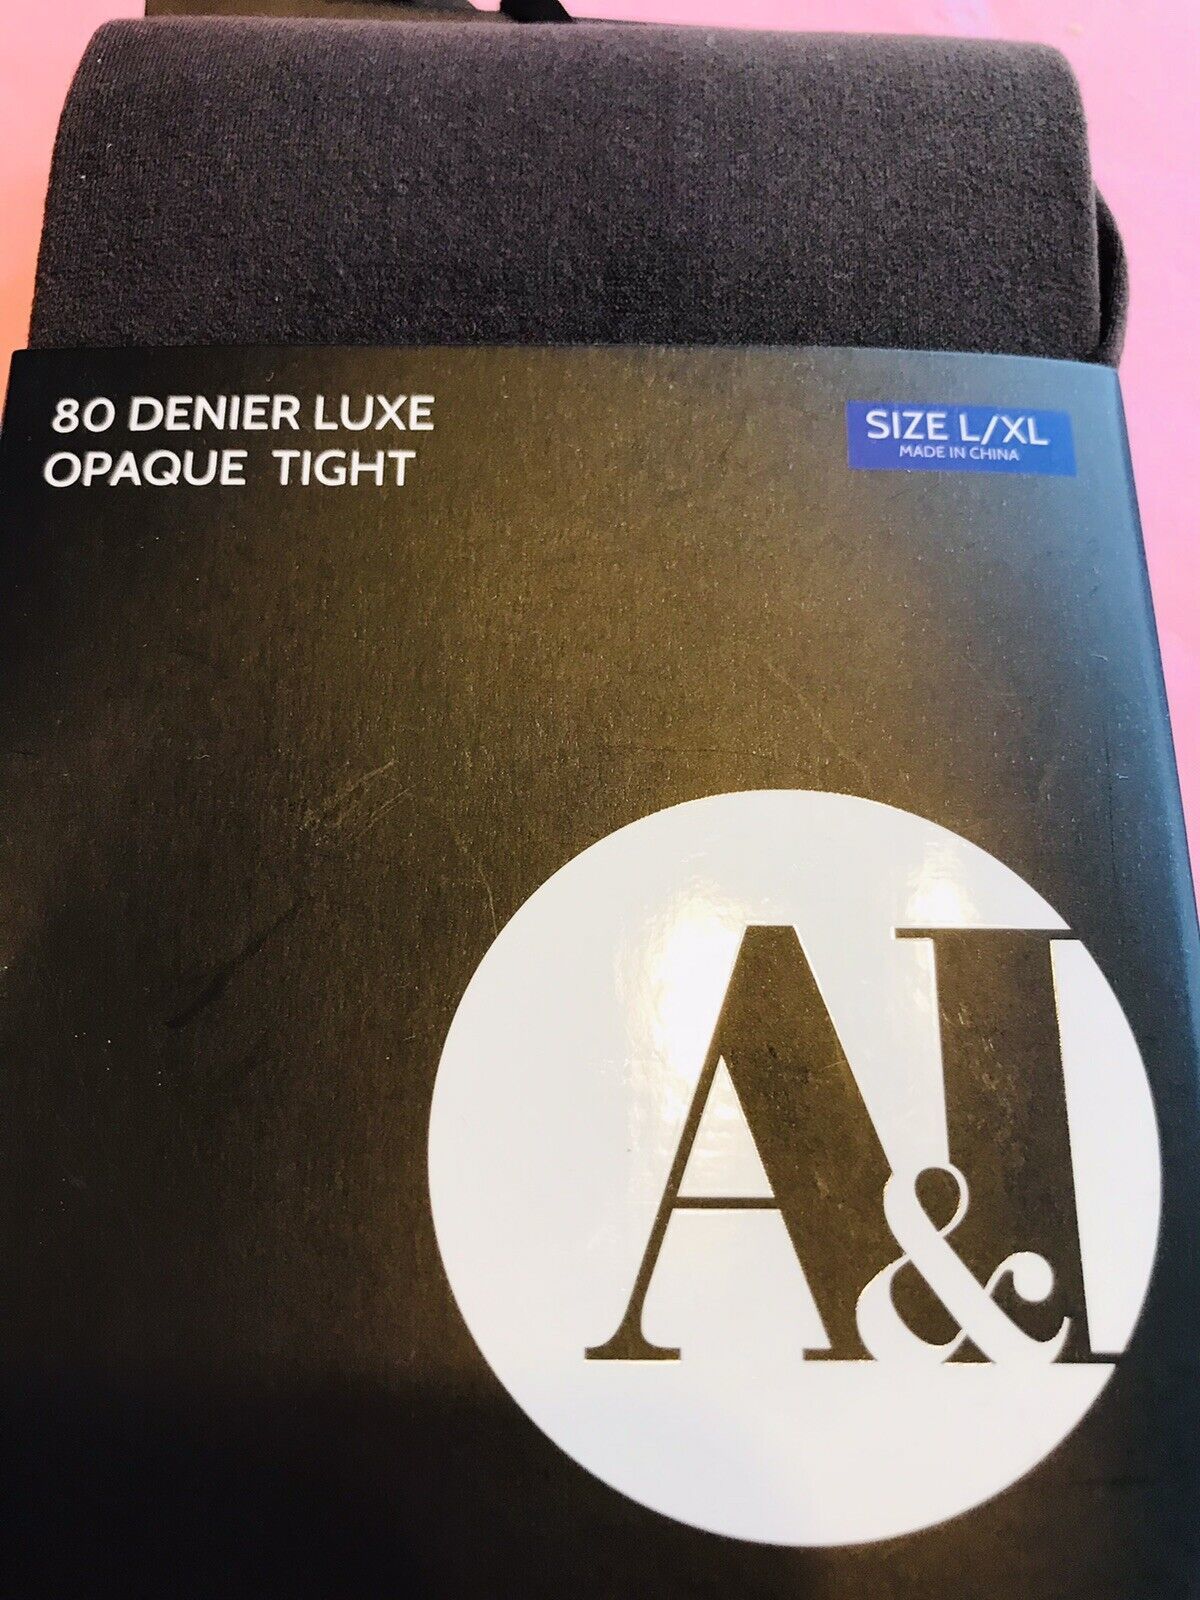 80 DENIER LUXE
OPAQUE TIGHT
SIZE L/XL
MADE IN CHINA
A&I